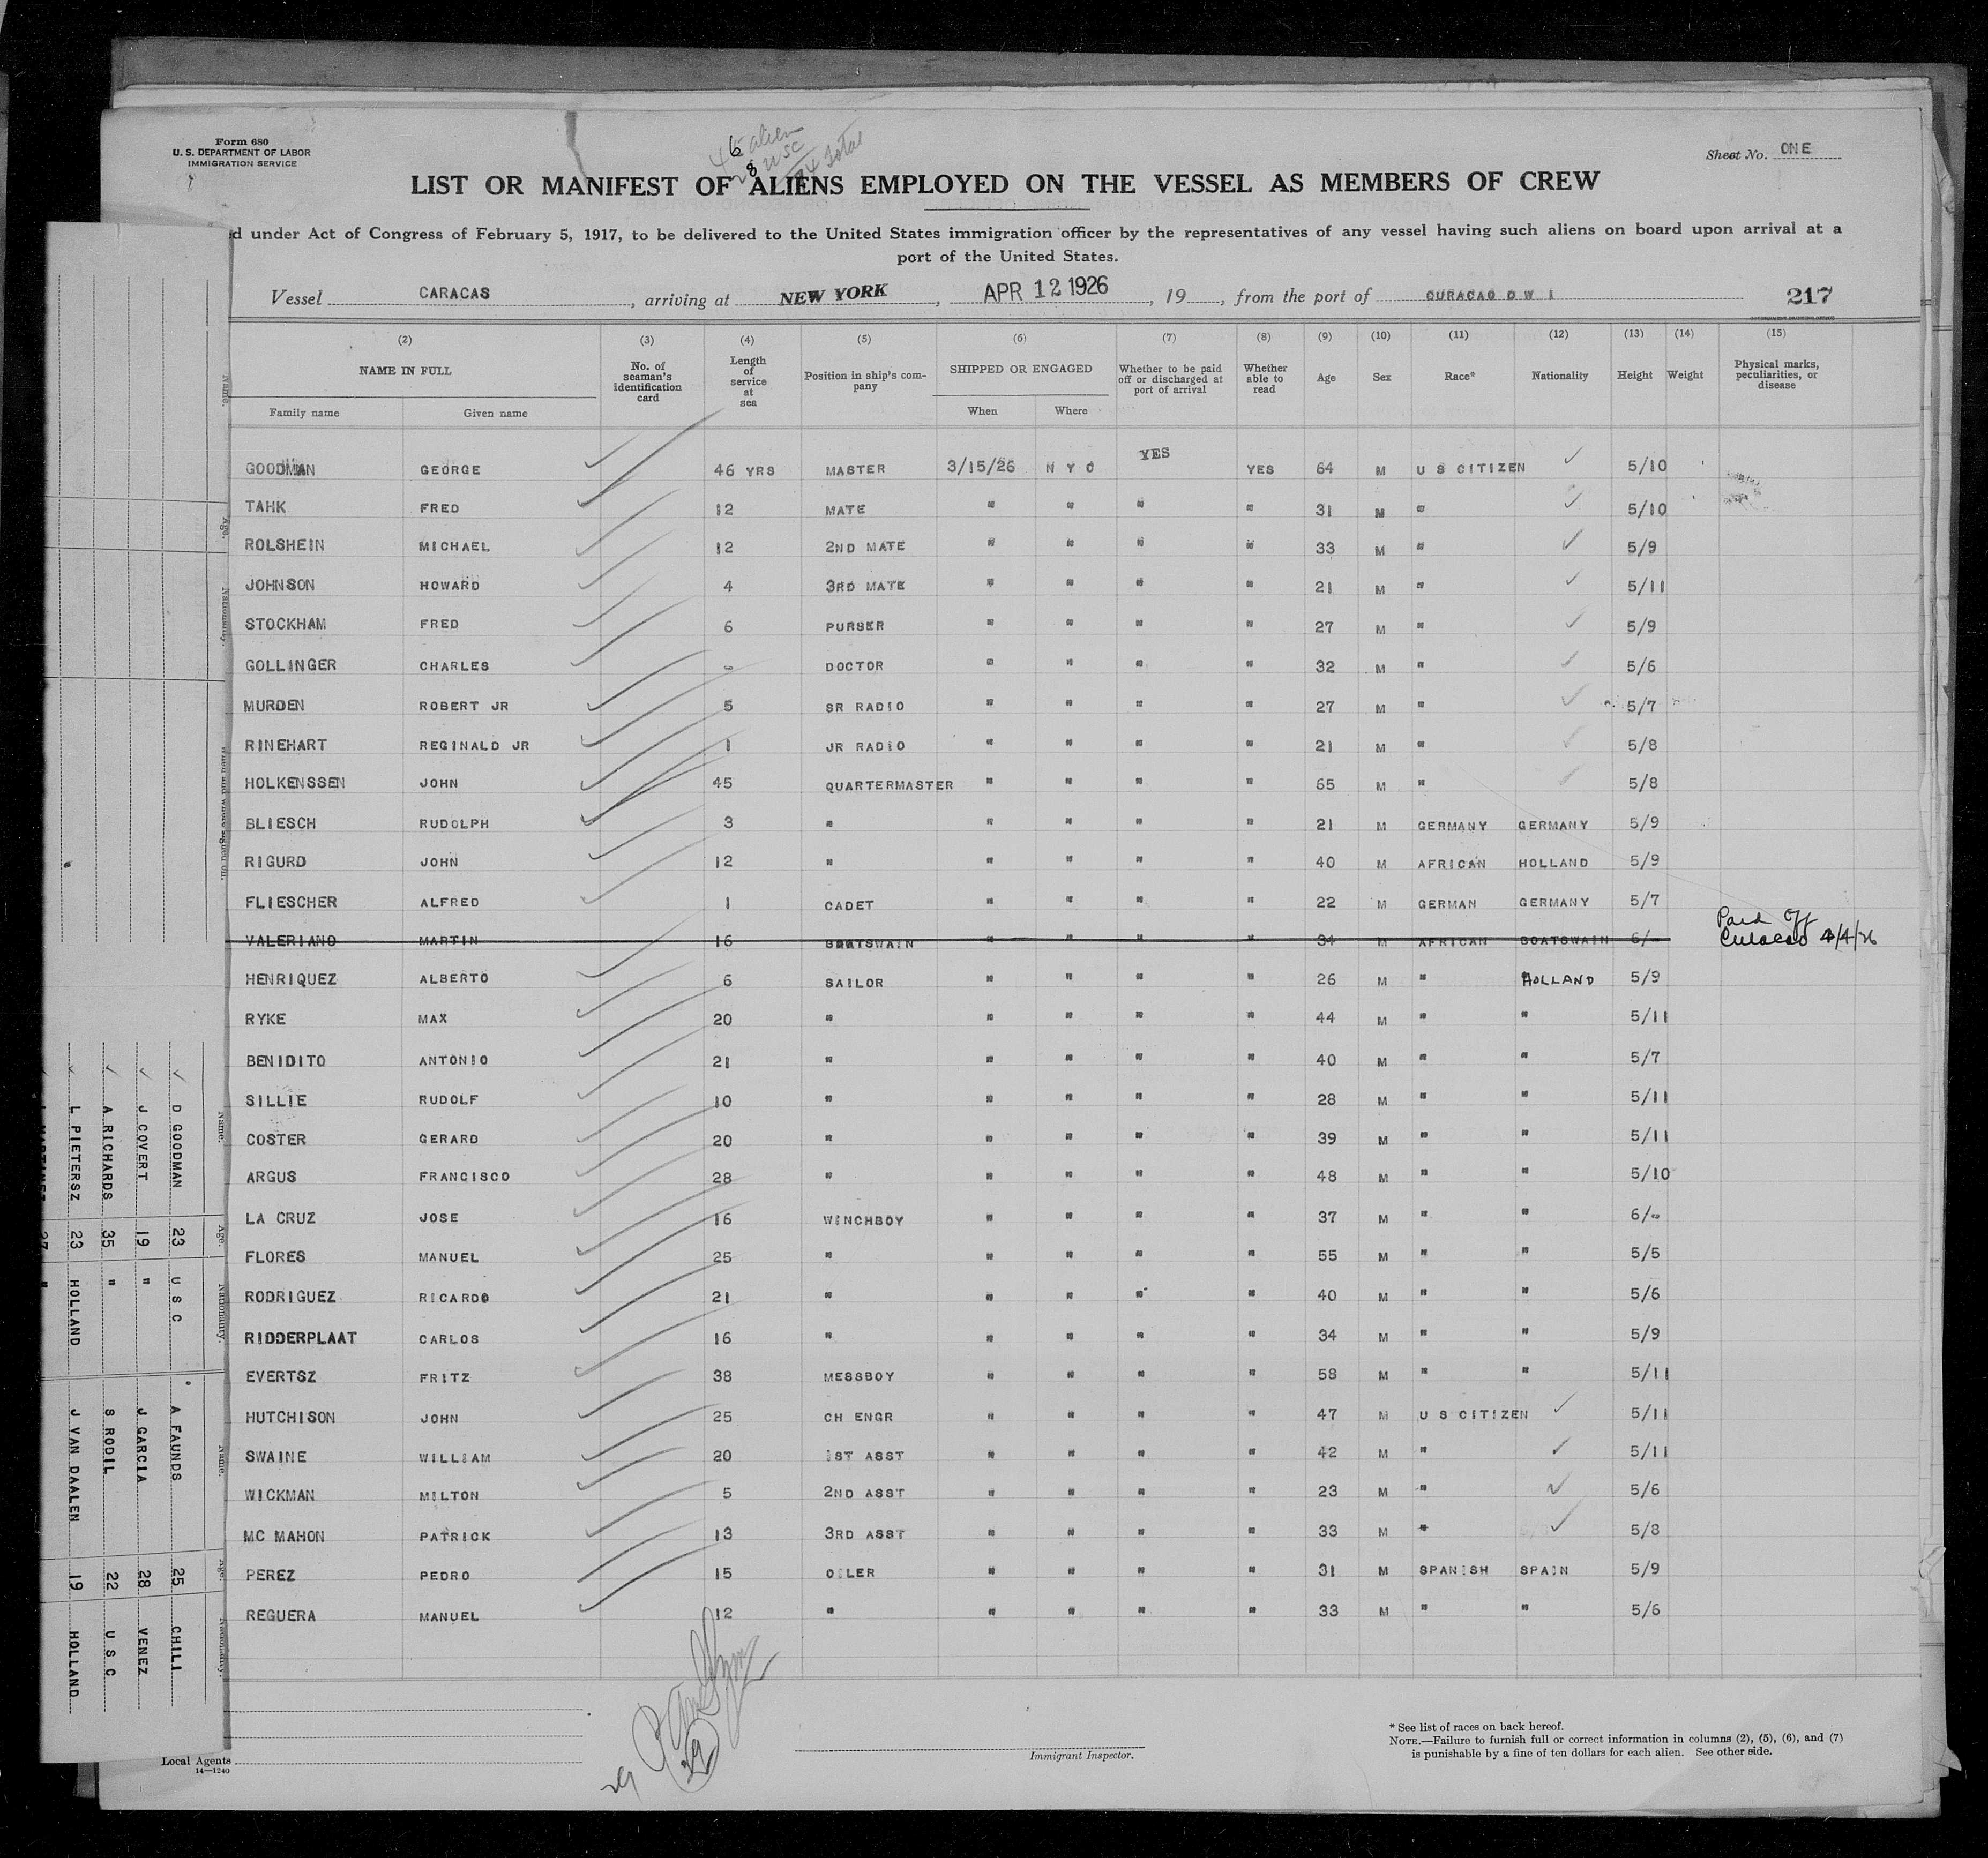 Form 680
U. S. DEPARTMENT OF LABOR
IMMIGRATION SERVICE
46 alien
28 USC
74 total
Sheet No. ONE
LIST OR MANIFEST OF ALIENS EMPLOYED ON THE VESSEL AS MEMBERS OF CREW
d under Act of Congress of February 5, 1917, to be delivered to the United States immigration officer by the representatives of any vessel having such aliens on board upon arrival at a
port of the United States.
Vessel CARACAS, arriving at NEW YORK, APR 12 1926, 19, from the port of CURACAO D W I 217
(2) (3) (4) (5) (6) (7) (8) (9) (10) (11) (12) (13) (14) (15)
NAME IN FULL No. of seaman's identification card Length of service at sea Position in ship's company SHIPPED OR ENGAGED Whether to be paid off or discharged at port of arrival Whether able to read Age Sex Race* Nationality Height Weight Physical marks, peculiarities, or disease
Family name Given name When Where
GOODMAN GEORGE 46 YRS MASTER 3/15/26 N Y C YES YES 64 M U S CITIZEN 5/10
TAHK FRED 12 MATE " " " " 31 M " 5/10
ROLSHEIN MICHAEL 12 2ND MATE " " " " 33 M " 5/9
JOHNSON HOWARD 4 3RD MATE " " " " 21 M " 5/11
STOCKHAM FRED 6 PURSER " " " " 27 M " 5/9
GOLLINGER CHARLES - DOCTOR " " " " 32 M " 5/6
MURDEN ROBERT JR 5 SR RADIO " " " " 27 M " 5/7
RINEHART REGINALD JR 1 JR RADIO " " " " 21 M " 5/8
HOLKENSSEN JOHN 45 QUARTERMASTER " " " " 65 M " 5/8
BLIESCH RUDOLPH 3 " " " " " 21 M GERMANY GERMANY 5/9
RIGURD JOHN 12 " " " " " 40 M AFRICAN HOLLAND 5/9
FLIESCHER ALFRED 1 CADET " " " " 22 M GERMAN GERMANY 5/7
VALERIANO MARTIN 16 BOATSWAIN " " " " 34 M AFRICAN BOATSWAIN 6/- Paid Off Curacao 4/4/26
HENRIQUEZ ALBERTO 6 SAILOR " " " " 26 M " HOLLAND 5/9
RYKE MAX 20 " " " " " 44 M " " 5/11
BENIDITO ANTONIO 21 " " " " " 40 M " " 5/7
SILLIE RUDOLF 10 " " " " " 28 M " " 5/11
COSTER GERARD 20 " " " " " 39 M " " 5/11
ARGUS FRANCISCO 28 " " " " " 48 M " " 5/10
LA CRUZ JOSE 16 WINCHBOY " " " " 37 M " " 6/-
FLORES MANUEL 25 " " " " " 55 M " " 5/5
RODRIGUEZ RICARDO 21 " " " " " 40 M " " 5/6
RIDDERPLAAT CARLOS 16 " " " " " 34 M " " 5/9
EVERTSZ FRITZ 38 MESSBOY " " " " 58 M " " 5/11
HUTCHISON JOHN 25 CH ENGR " " " " 47 M U S CITIZEN 5/11
SWAINE WILLIAM 20 1ST ASST " " " " 42 M " 5/11
WICKMAN MILTON 5 2ND ASST " " " " 23 M " 5/6
MC MAHON PATRICK 13 3RD ASST " " " " 33 M " 5/8
PEREZ PEDRO 15 OILER " " " " 31 M SPANISH SPAIN 5/9
REGUERA MANUEL 12 " " " " " 33 M " " 5/6
29
29
Local Agents
14—1240
Immigrant Inspector.
* See list of races on back hereof.
NOTE.—Failure to furnish full or correct information in columns (2), (5), (6), and (7)
is punishable by a fine of ten dollars for each alien. See other side.
Name. Age. Nationality. Name. Age. Nationality.
D GOODMAN 23 U S C A FAUNDS 25 CHILI
J COVERT 19 " J GARCIA 28 VENEZ
A RICHARDS 35 " S RODIL 22 U S C
L PIETERSZ 23 HOLLAND J VAN DAALEN 19 HOLLAND